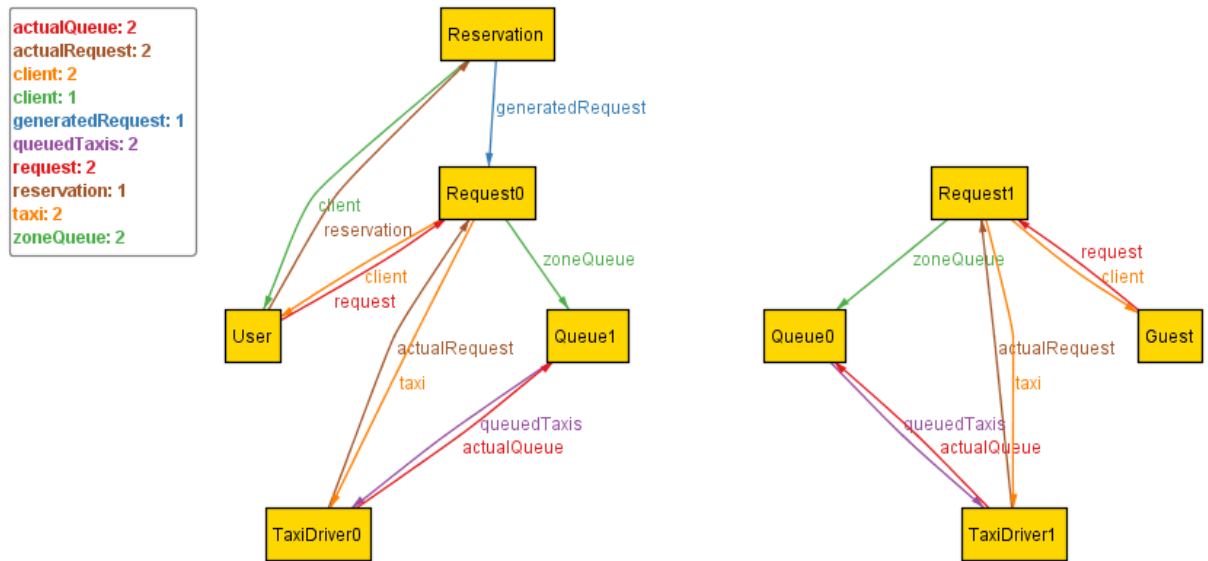 actualQueue: 2
actualRequest: 2
client: 2
client: 1
generatedRequest: 1
queuedTaxis: 2
request: 2
reservation: 1
taxi: 2
zoneQueue: 2
Reservation
generatedRequest
Request0
client
reservation
client
request
zoneQueue
User
Queue1
actualRequest
taxi
queuedTaxis
actualQueue
TaxiDriver0
Request1
zoneQueue
request
client
Queue0
Guest
actualRequest
taxi
queuedTaxis
actualQueue
TaxiDriver1